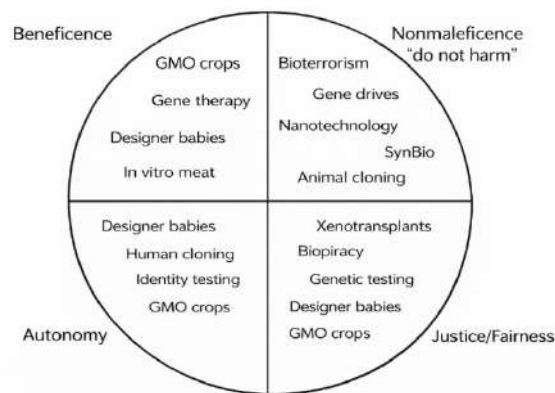 Beneficence
GMO crops
Gene therapy
Designer babies
In vitro meat
Nonmaleficence
"do not harm"
Bioterrorism
Gene drives
Nanotechnology
SynBio
Animal cloning
Designer babies
Human cloning
Identity testing
GMO crops
Autonomy
Xenotransplants
Biopiracy
Genetic testing
Designer babies
GMO crops
Justice/Fairness